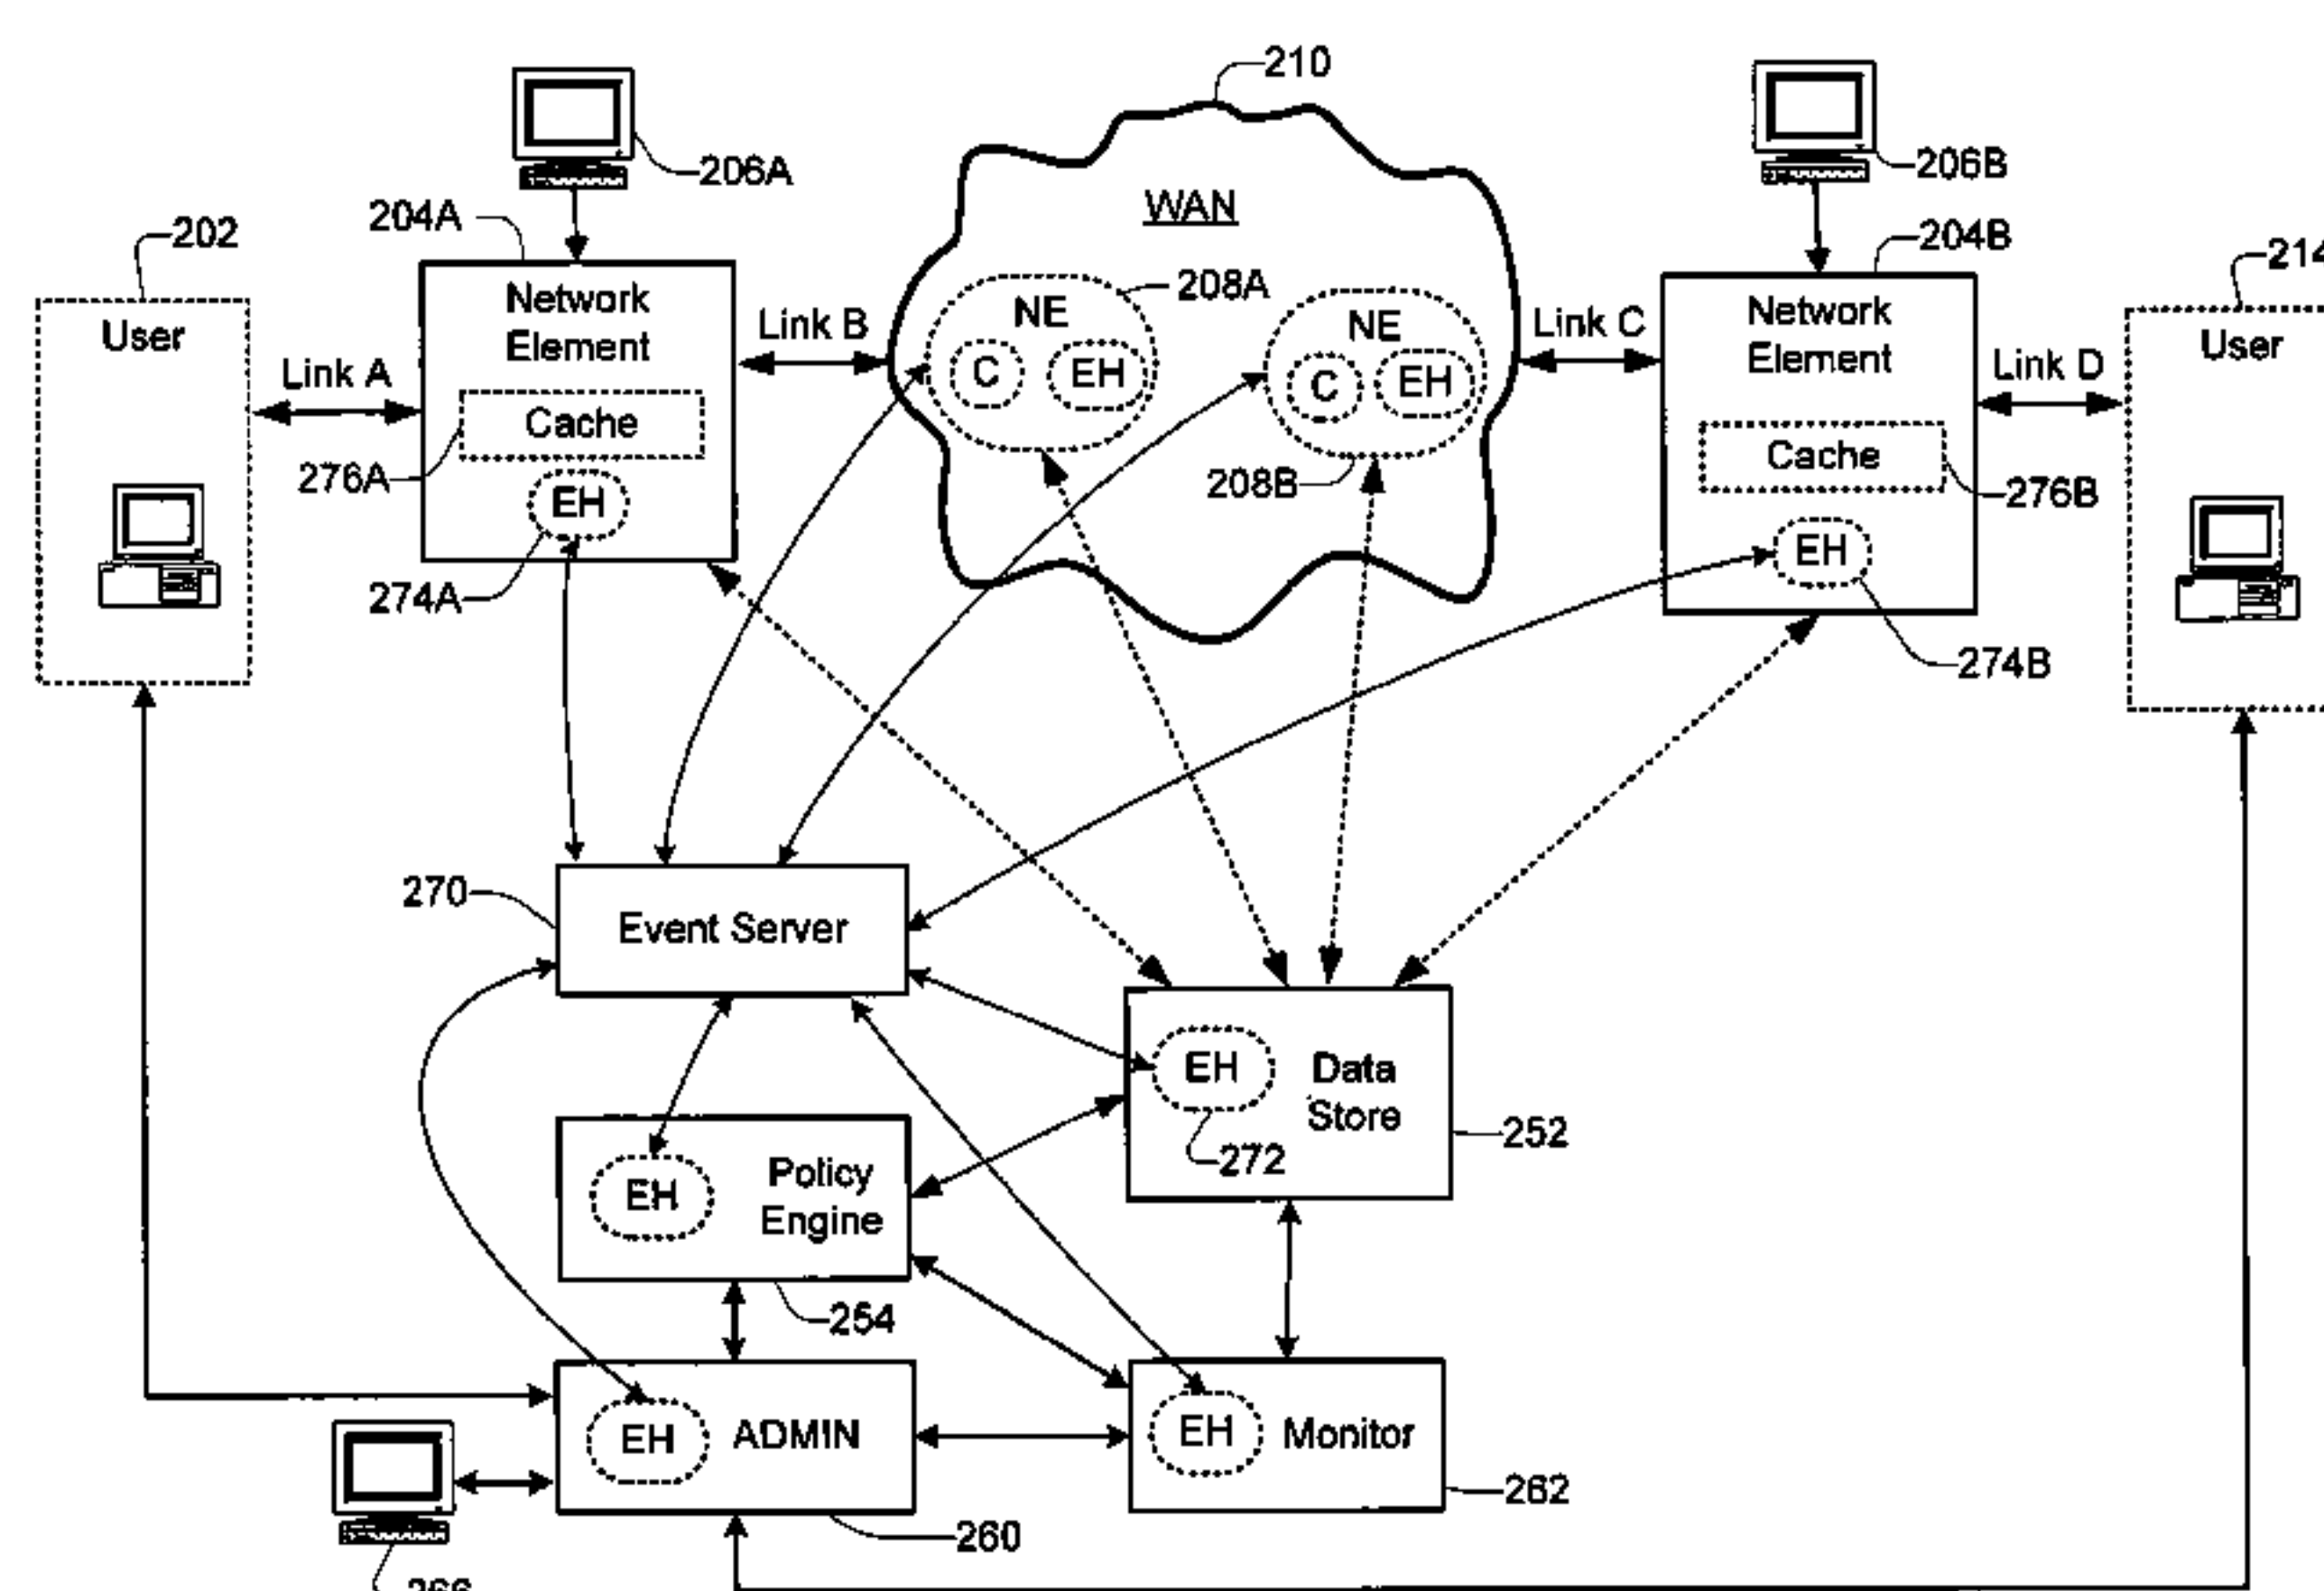 210
WAN
206A
206B
204A
204B
202
214
User
Network
Element
Link A
Link B
Cache
276A
EH
274A
NE
208A
C
EH
NE
C
EH
208B
Link C
Network
Element
Link D
User
Cache
276B
EH
274B
270
Event Server
EH
Data
Store
252
272
EH
Policy
Engine
254
EH
ADMIN
260
EH
Monitor
262